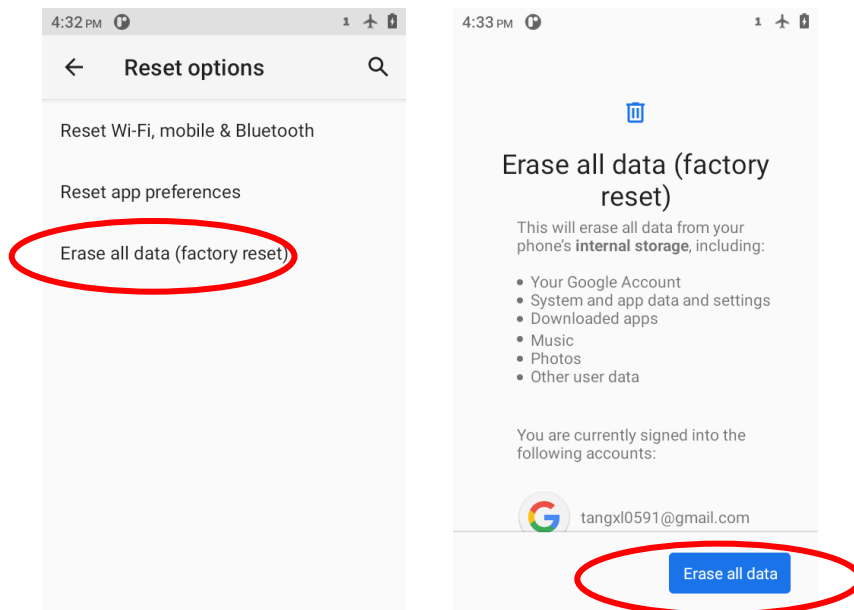 4:32 PM
1
Reset options
Reset Wi-Fi, mobile & Bluetooth
Reset app preferences
Erase all data (factory reset)
4:33 PM
1
Erase all data (factory
reset)
This will erase all data from your
phone's internal storage, including:
• Your Google Account
• System and app data and settings
• Downloaded apps
• Music
• Photos
• Other user data
You are currently signed into the
following accounts:
G tangxl0591@gmail.com
Erase all data